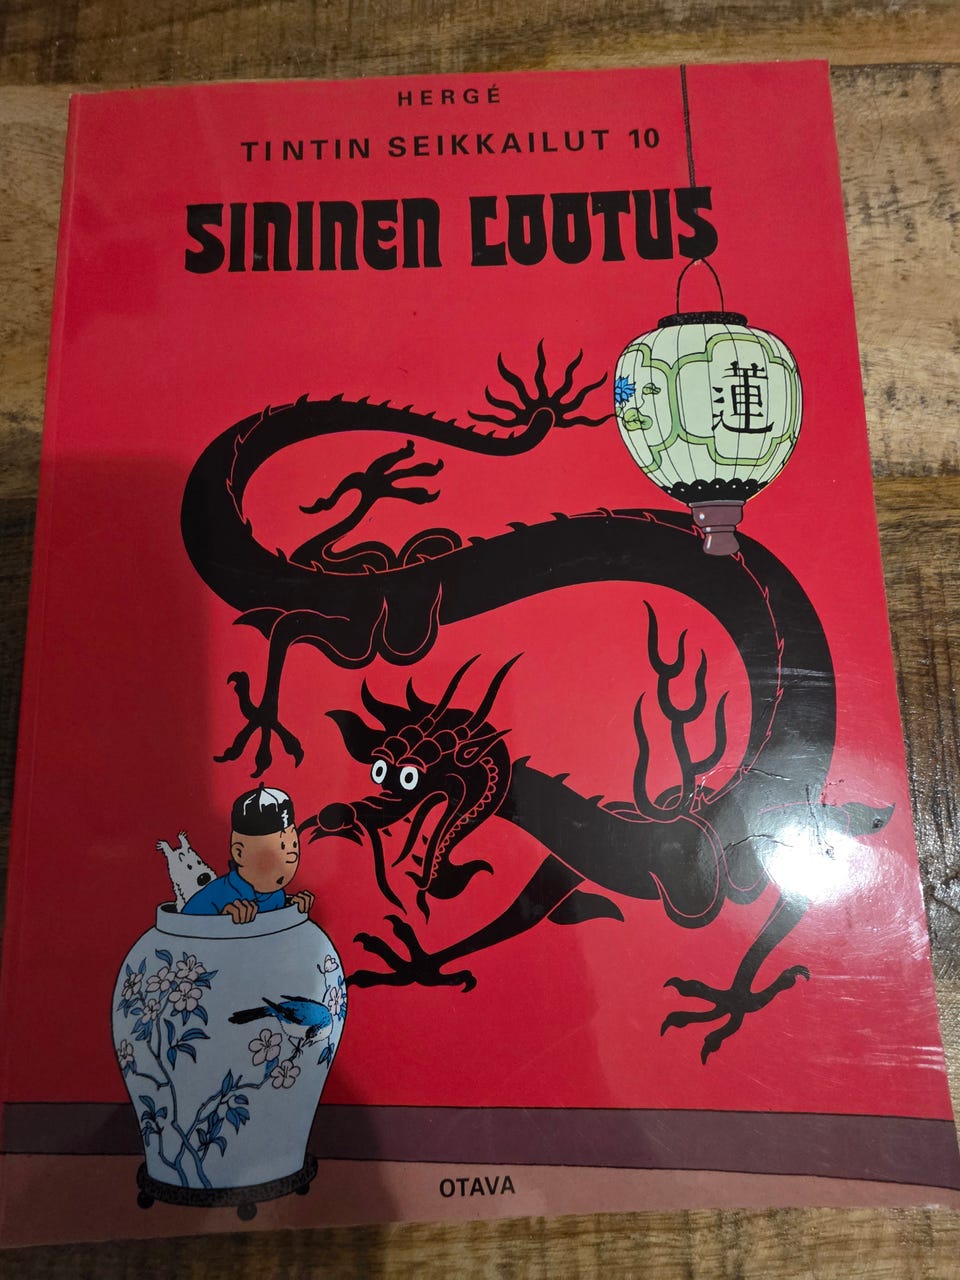 HERGÉ
TINTIN SEIKKAILUT 10
SININEN LOOTUS
蓮
OTAVA